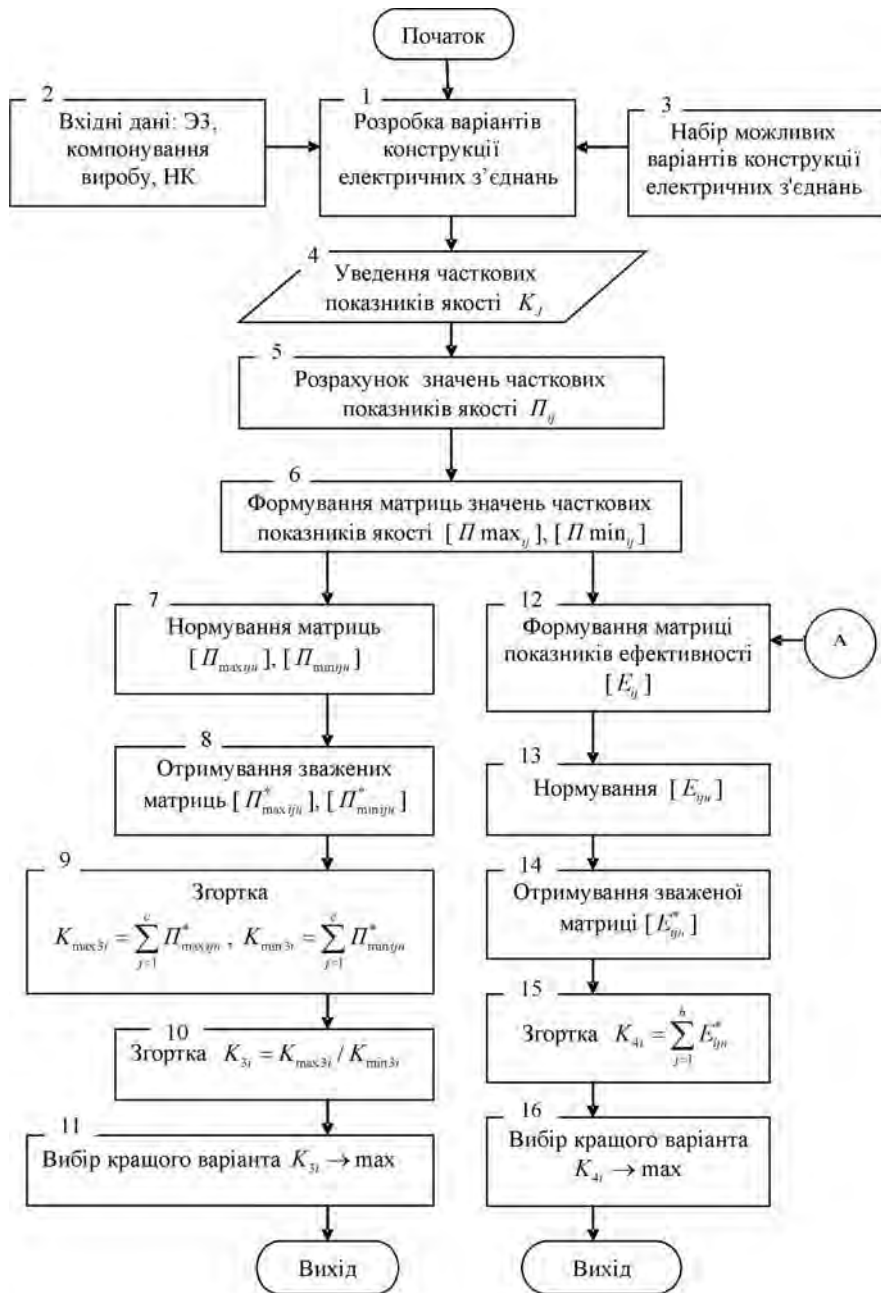 Початок
2
Вхідні дані: ЭЗ,
компонування
виробу, НК
1
Розробка варіантів
конструкції
електричних з’єднань
3
Набір можливих
варіантів конструкції
електричних з'єднань
4
Уведення часткових
показників якості K_J
5
Розрахунок значень часткових
показників якості П_ij
6
Формування матриць значень часткових
показників якості [ П max_ij ], [ П min_ij ]
7
Нормування матриць
[ П_maxijн ], [ П_minijн ]
8
Отримування зважених
матриць [ П*_maxijн ], [ П*_minijн ]
9
Згортка
K_max3i = ∑_{j=1}^{c} П*_maxijн , K_min3i = ∑_{j=1}^{e} П*_minijн
10
Згортка K_3i = K_max3i / K_min3i
11
Вибір кращого варіанта K_3i → max
Вихід
12
Формування матриці
показників ефективності
[ E_ij ]
А
13
Нормування [ E_ijн ]
14
Отримування зваженої
матриці [ E*_ijн ]
15
Згортка K_4i = ∑_{j=1}^{h} E*_ijн
16
Вибір кращого варіанта
K_4i → max
Вихід